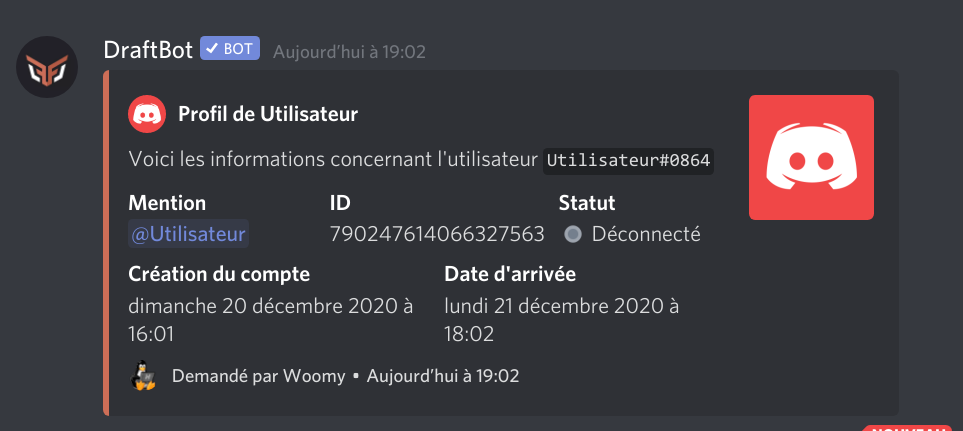 DraftBot BOT Aujourd'hui à 19:02
Profil de Utilisateur
Voici les informations concernant l'utilisateur Utilisateur#0864
Mention ID Statut
@Utilisateur 790247614066327563 Déconnecté
Création du compte Date d'arrivée
dimanche 20 décembre 2020 à lundi 21 décembre 2020 à
16:01 18:02
Demandé par Woomy • Aujourd'hui à 19:02
NOUVEAU